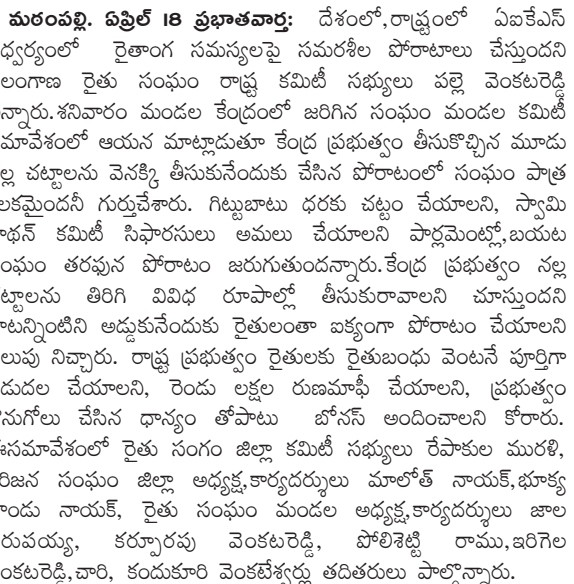 మఠంపల్లి. ఏప్రిల్ 18 ప్రభాతవార్త: దేశంలో,రాష్ట్రంలో ఏఐకేఎస్
ధ్వర్యంలో రైతాంగ సమస్యలపై సమరశీల పోరాటాలు చేస్తుందని
లంగాణ రైతు సంఘం రాష్ట్ర కమిటీ సభ్యులు పల్లె వెంకటరెడ్డి
న్నారు.శనివారం మండల కేంద్రంలో జరిగిన సంఘం మండల కమిటీ
మావేశంలో ఆయన మాట్లాడుతూ కేంద్ర ప్రభుత్వం తీసుకొచ్చిన మూడు
ల్ల చట్టాలను వెనక్కి తీసుకునేందుకు చేసిన పోరాటంలో సంఘం పాత్ర
లకమైందనీ గుర్తుచేశారు. గిట్టుబాటు ధరకు చట్టం చేయాలని, స్వామి
ాథన్ కమిటీ సిఫారసులు అమలు చేయాలని పార్లమెంట్లో,బయట
ంఘం తరఫున పోరాటం జరుగుతుందన్నారు.కేంద్ర ప్రభుత్వం నల్ల
ట్టాలను తిరిగి వివిధ రూపాల్లో తీసుకురావాలని చూస్తుందని
ాటన్నింటిని అడ్డుకునేందుకు రైతులంతా ఐక్యంగా పోరాటం చేయాలని
లుపు నిచ్చారు. రాష్ట్ర ప్రభుత్వం రైతులకు రైతుబంధు వెంటనే పూర్తిగా
డుదల చేయాలని, రెండు లక్షల రుణమాఫీ చేయాలని, ప్రభుత్వం
నుగోలు చేసిన ధాన్యం తోపాటు బోనస్ అందించాలని కోరారు.
ఈసమావేశంలో రైతు సంగం జిల్లా కమిటీ సభ్యులు రేపాకుల మురళి,
రిజన సంఘం జిల్లా అధ్యక్ష,కార్యదర్శులు మాలోత్ నాయక్,భూక్య
ాండు నాయక్, రైతు సంఘం మండల అధ్యక్ష,కార్యదర్శులు జాల
రుపయ్య, కర్పూరపు వెంకటరెడ్డి, పోలిశెట్టి రాము,ఇరిగెల
ంకటరెడ్డి,చారి, కందుకూరి వెంకటేశ్వర్లు తదితరులు పాల్గొన్నారు.